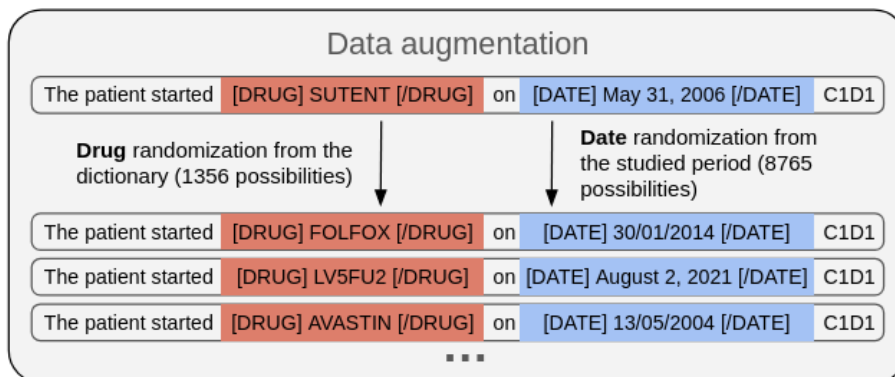 Data augmentation
The patient started [DRUG] SUTENT [/DRUG] on [DATE] May 31, 2006 [/DATE] C1D1
Drug randomization from the
dictionary (1356 possibilities)
Date randomization from
the studied period (8765
possibilities)
The patient started [DRUG] FOLFOX [/DRUG] on [DATE] 30/01/2014 [/DATE] C1D1
The patient started [DRUG] LV5FU2 [/DRUG] on [DATE] August 2, 2021 [/DATE] C1D1
The patient started [DRUG] AVASTIN [/DRUG] on [DATE] 13/05/2004 [/DATE] C1D1
...